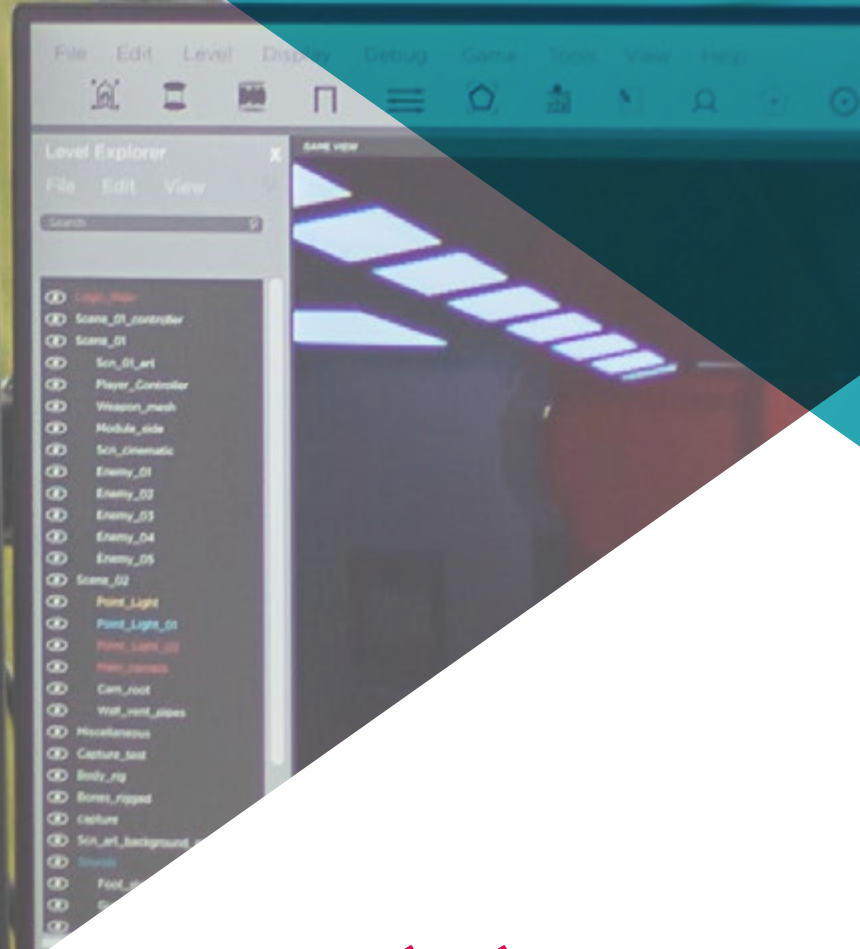 File Edit Level Display Debug Game Tools View Help
Level Explorer X
GAME VIEW
File Edit View
Search
Scene_01_controller
Scene_01
Scn_01_art
Player_Controller
Weapon_mesh
Module_side
Scn_cinematic
Enemy_01
Enemy_02
Enemy_03
Enemy_04
Enemy_05
Scene_02
Point_Light
Point_Light_01
Point_Light_02
Main_camera
Cam_root
Wall_vent_pipes
Miscellaneous
Capture_test
Body_rig
Bones_rigged
capture
Scn_art_background